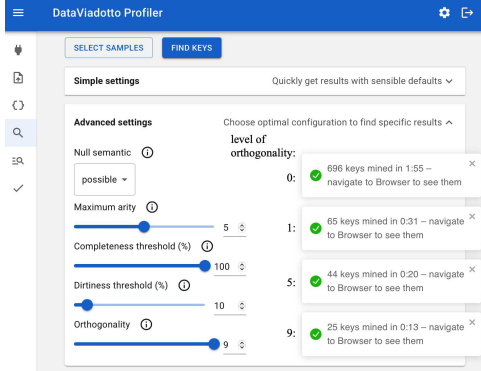 DataViadotto Profiler
SELECT SAMPLES FIND KEYS
Simple settings Quickly get results with sensible defaults
Advanced settings Choose optimal configuration to find specific results
level of
orthogonality:
Null semantic
possible
0: 696 keys mined in 1:55 – navigate to Browser to see them
Maximum arity
5
1: 65 keys mined in 0:31 – navigate
to Browser to see them
Completeness threshold (%)
100
5: 44 keys mined in 0:20 – navigate
to Browser to see them
Dirtiness threshold (%)
10
Orthogonality
9
9: 25 keys mined in 0:13 – navigate
to Browser to see them